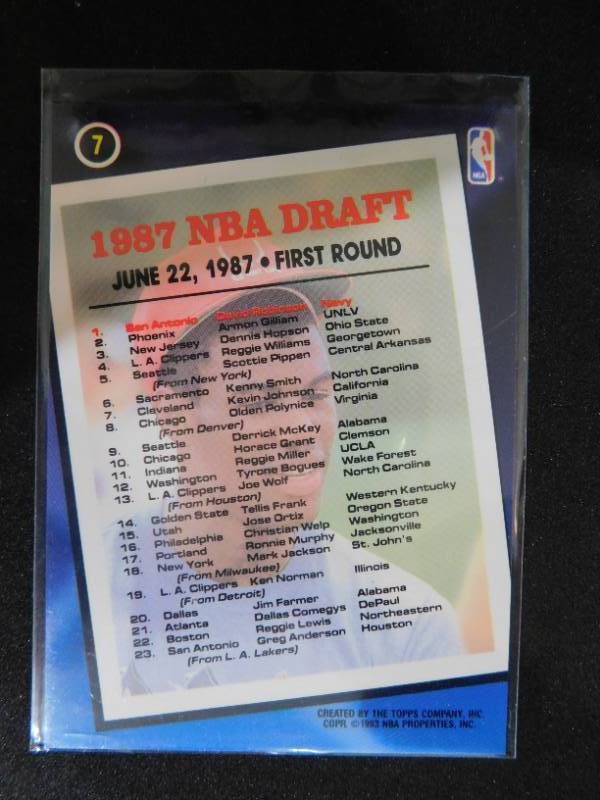 7
NBA
1987 NBA DRAFT
JUNE 22, 1987 • FIRST ROUND
1. San Antonio David Robinson Navy
2. Phoenix Armon Gilliam UNLV
3. New Jersey Dennis Hopson Ohio State
4. L. A. Clippers Reggie Williams Georgetown
5. Seattle Scottie Pippen Central Arkansas
(From New York)
6. Sacramento Kenny Smith North Carolina
7. Cleveland Kevin Johnson California
8. Chicago Olden Polynice Virginia
(From Denver)
9. Seattle Derrick McKey Alabama
10. Chicago Horace Grant Clemson
11. Indiana Reggie Miller UCLA
12. Washington Tyrone Bogues Wake Forest
13. L. A. Clippers Joe Wolf North Carolina
(From Houston)
14. Golden State Tellis Frank Western Kentucky
15. Utah Jose Ortiz Oregon State
16. Philadelphia Christian Welp Washington
17. Portland Ronnie Murphy Jacksonville
18. New York Mark Jackson St. John's
(From Milwaukee)
19. L. A. Clippers Ken Norman Illinois
(From Detroit)
20. Dallas Jim Farmer Alabama
21. Atlanta Dallas Comegys DePaul
22. Boston Reggie Lewis Northeastern
23. San Antonio Greg Anderson Houston
(From L. A. Lakers)
CREATED BY THE TOPPS COMPANY, INC.
COPR. © 1993 NBA PROPERTIES, INC.